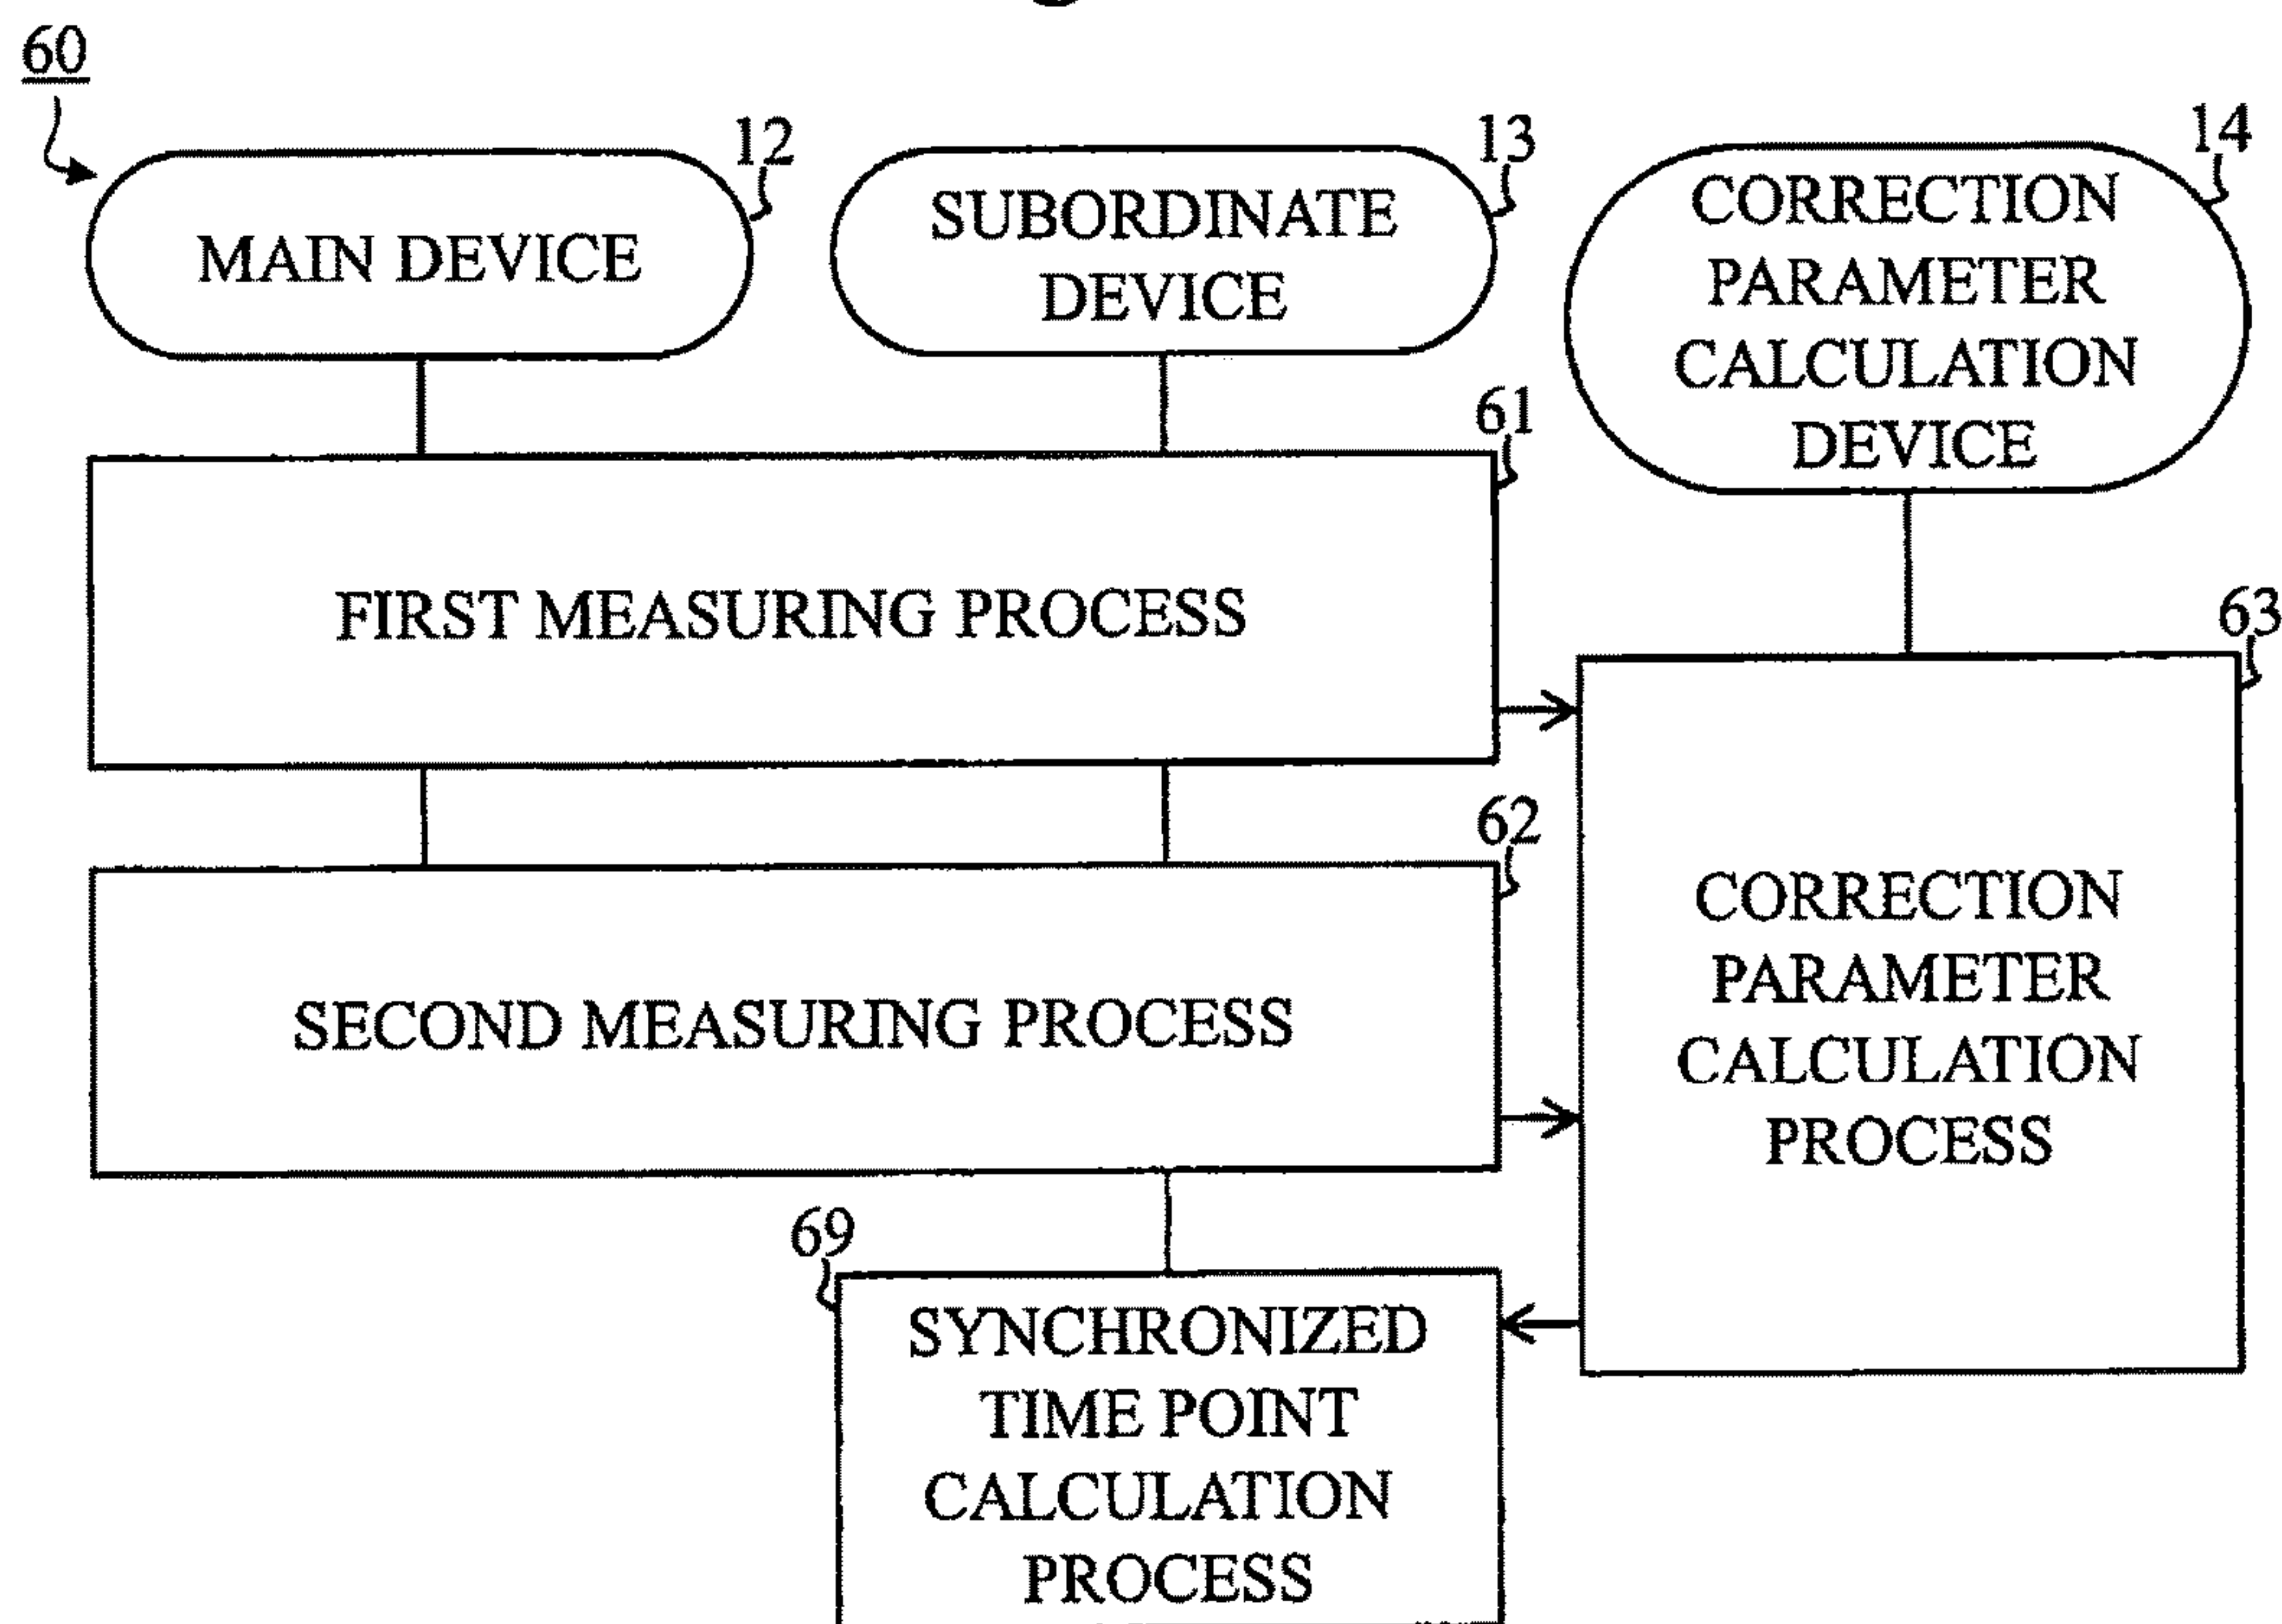 60
12
MAIN DEVICE
13
SUBORDINATE
DEVICE
14
CORRECTION
PARAMETER
CALCULATION
DEVICE
61
FIRST MEASURING PROCESS
62
SECOND MEASURING PROCESS
63
CORRECTION
PARAMETER
CALCULATION
PROCESS
69
SYNCHRONIZED
TIME POINT
CALCULATION
PROCESS